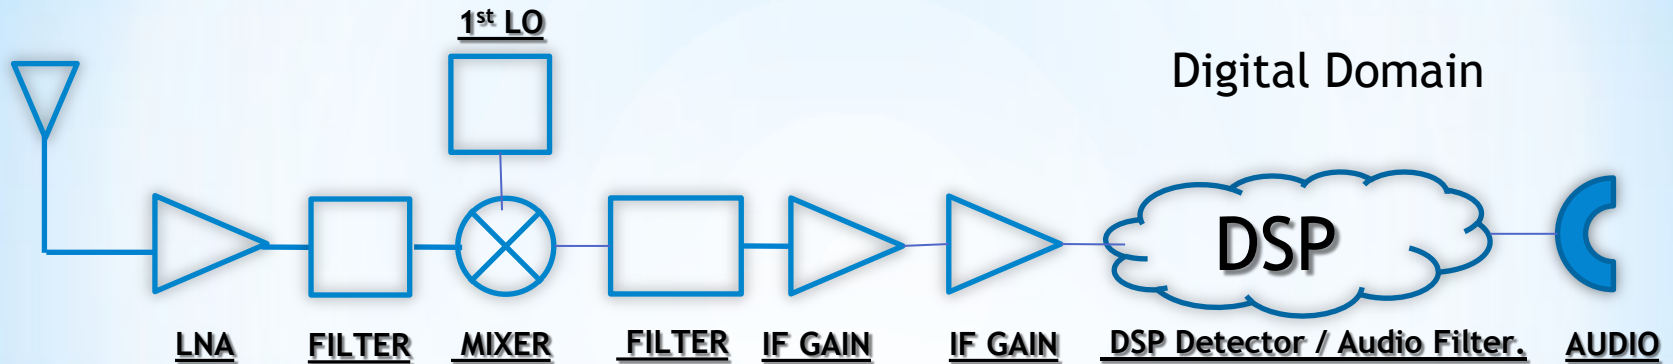 1st LO
Digital Domain
DSP
LNA FILTER MIXER FILTER IF GAIN IF GAIN DSP Detector / Audio Filter. AUDIO